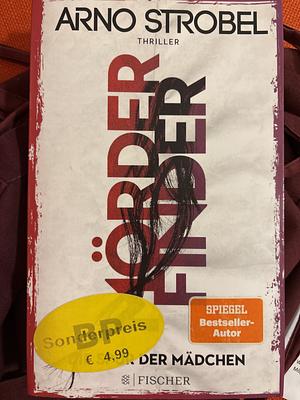 ARNO STROBEL
THRILLER
MÖRDER
FINDER
BP
Sonderpreis
€ 4,99
SPIEGEL
Bestseller-
Autor
DER MÄDCHEN
FISCHER